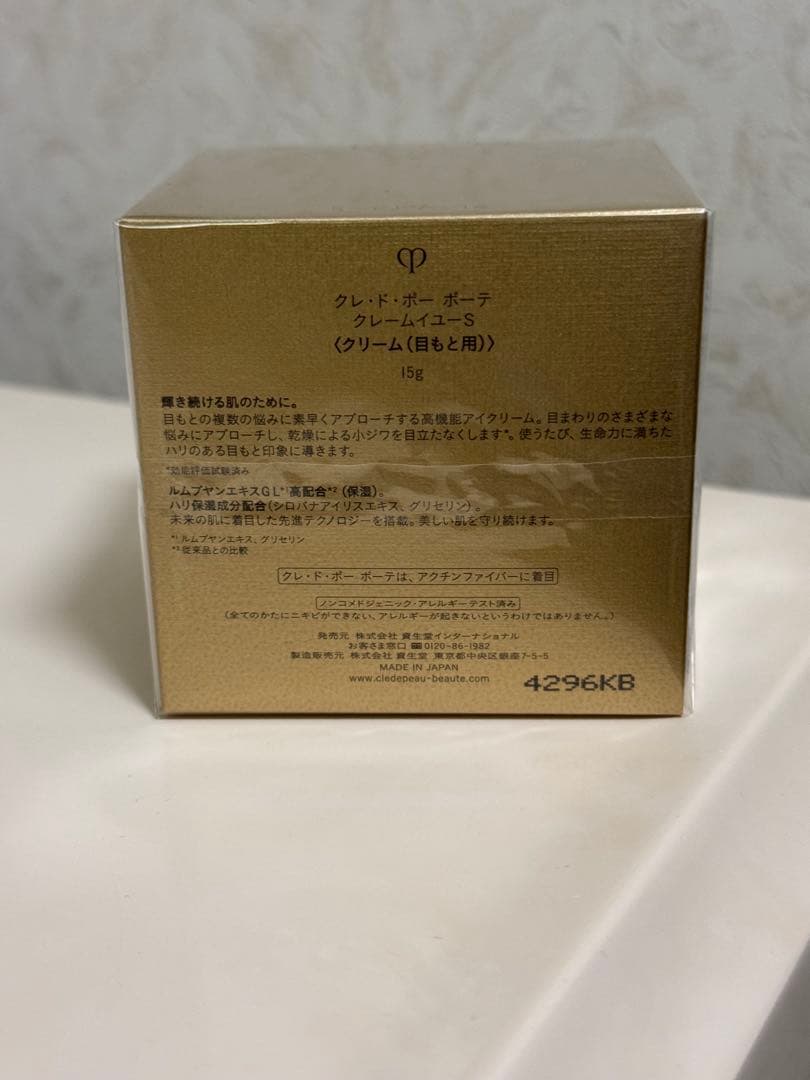 クレ・ド・ポー ボーテ
クレームイユーS
〈クリーム(目もと用)〉
15g
輝き続ける肌のために。
目もとの複数の悩みに素早くアプローチする高機能アイクリーム。目まわりのさまざまな
悩みにアプローチし、乾燥による小ジワを目立たなくします*。使うたび、生命力に満ちた
ハリのある目もと印象に導きます。
*効能評価試験済み
ルムプヤンエキスGL*¹高配合*²(保湿)。
ハリ保湿成分配合(シロバナアイリスエキス、グリセリン)。
未来の肌に着目した先進テクノロジーを搭載。美しい肌を守り続けます。
*¹ ルムプヤンエキス、グリセリン
*² 従来品との比較
クレ・ド・ポー ボーテは、アクチンファイバーに着目
ノンコメドジェニック・アレルギーテスト済み
(全てのかたにニキビができない、アレルギーが起きないというわけではありません。)
発売元 株式会社 資生堂インターナショナル
お客さま窓口 ☎0120-86-1982
製造販売元 株式会社 資生堂 東京都中央区銀座7-5-5
MADE IN JAPAN
www.cledepeau-beaute.com
4296KB